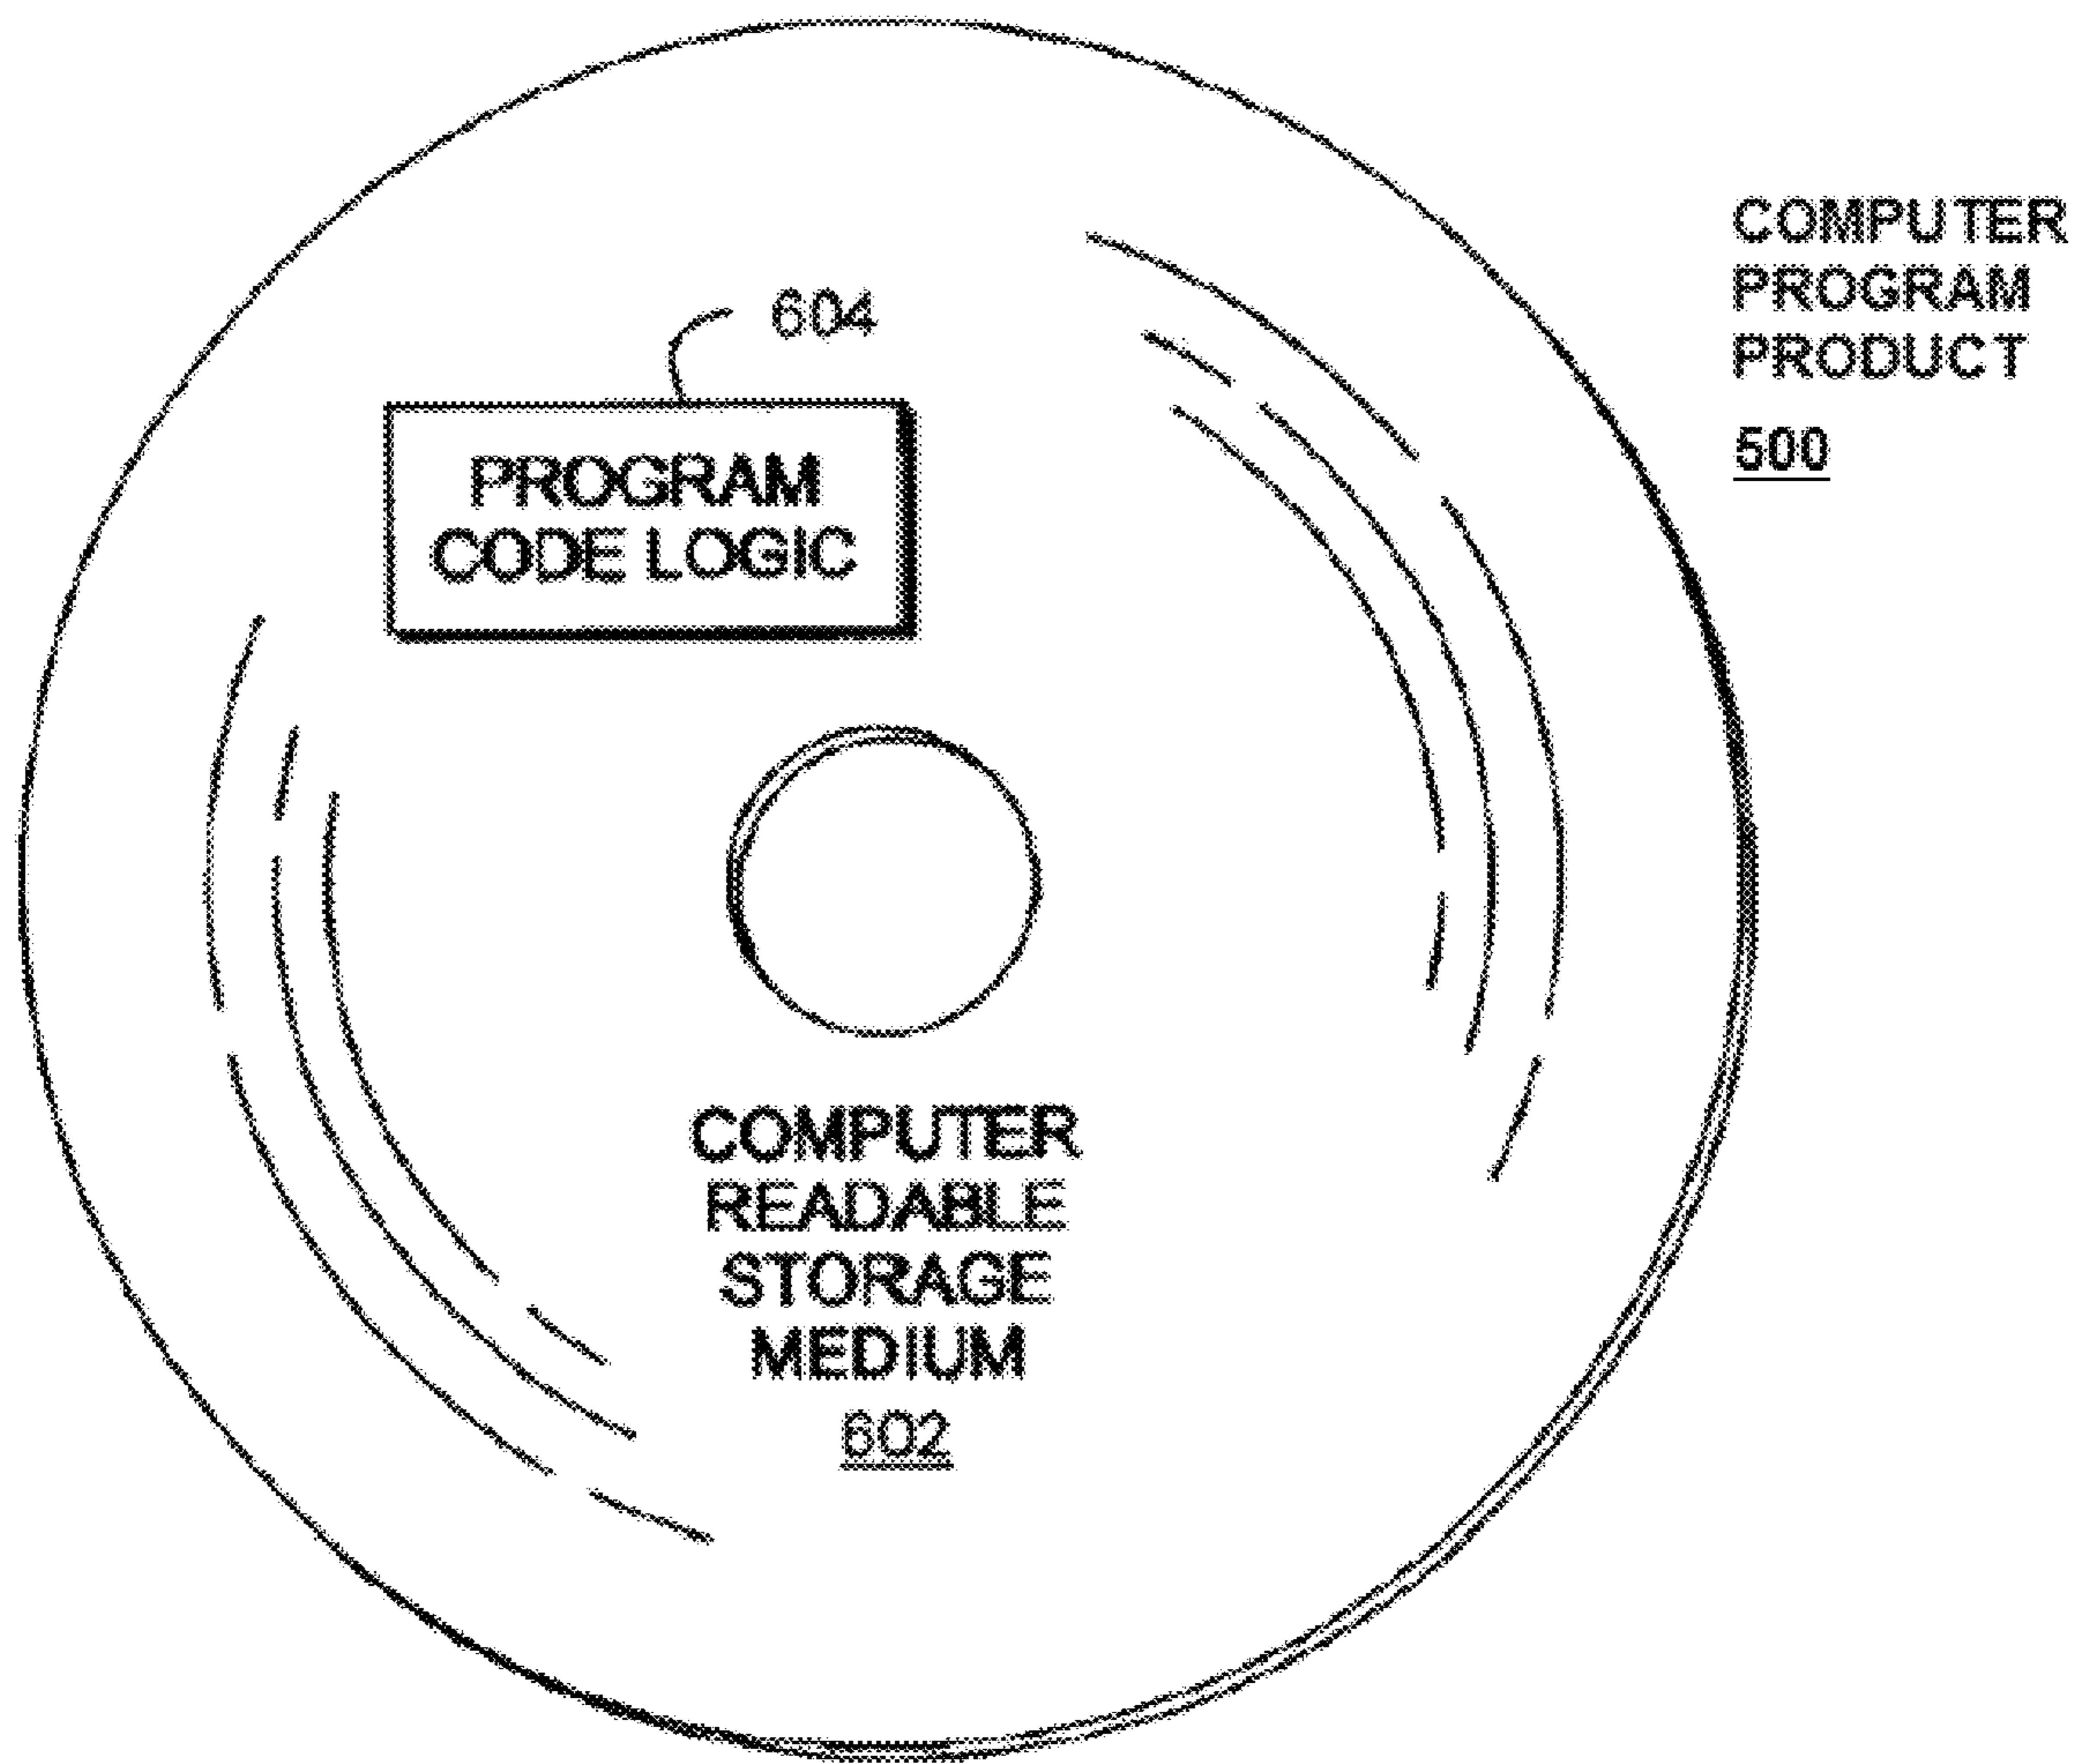 COMPUTER
PROGRAM
PRODUCT
500
604
PROGRAM
CODE LOGIC
COMPUTER
READABLE
STORAGE
MEDIUM
602